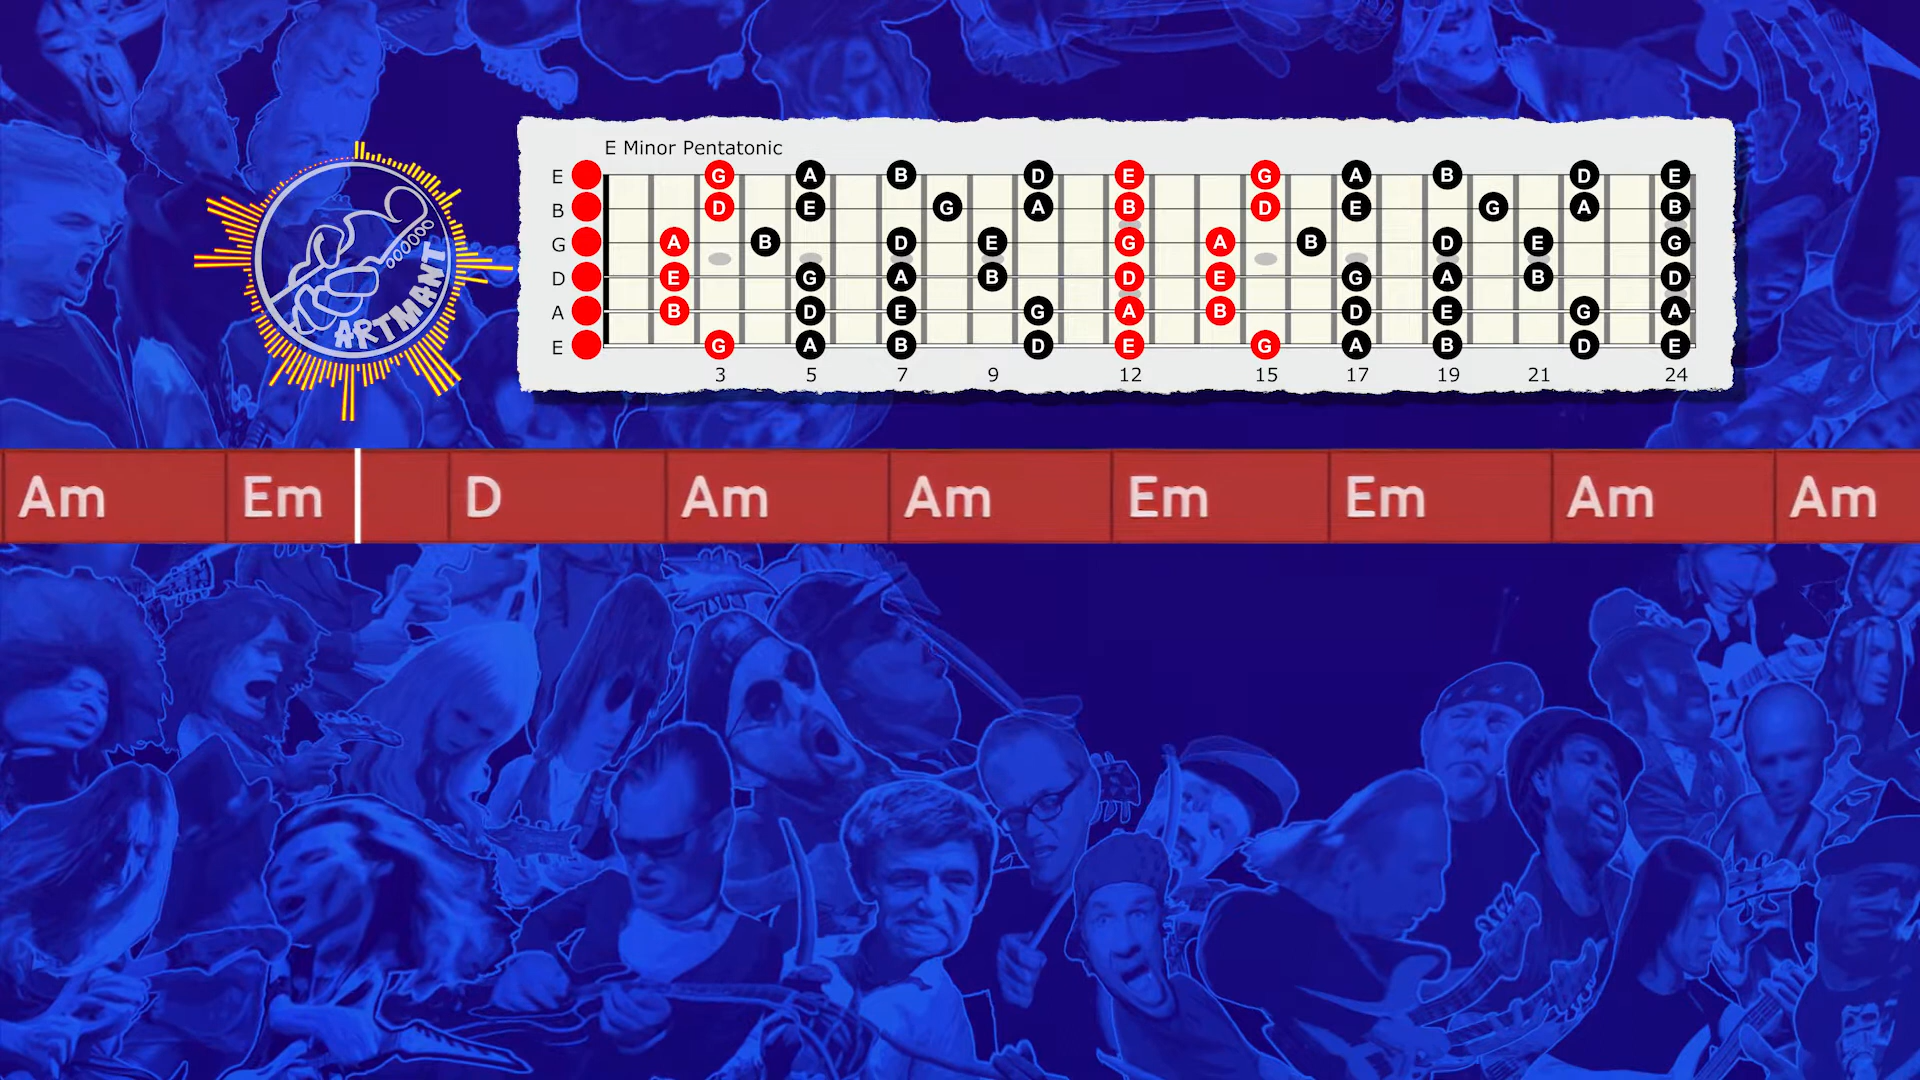 E Minor Pentatonic
E G A B D E G A B D E
B D E G A B D E G A B
G A B D E G A B D E G
D E G A B D E G A B D
A B D E G A B D E G A
E G A B D E G A B D E
3 5 7 9 12 15 17 19 21 24
ARTMANT
Am Em D Am Am Em Em Am Am